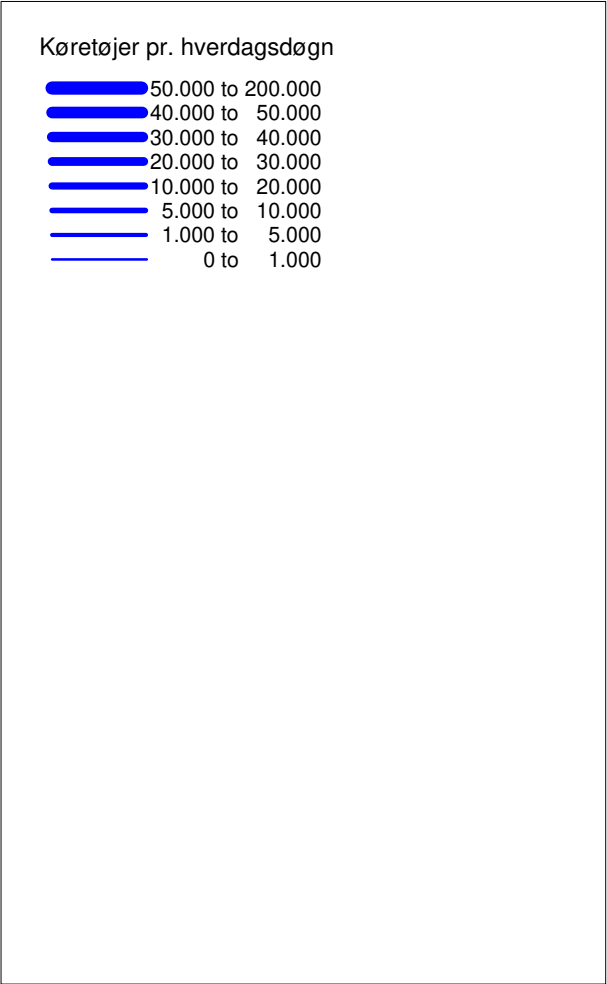 Køretøjer pr. hverdagsdøgn
50.000 to 200.000
40.000 to 50.000
30.000 to 40.000
20.000 to 30.000
10.000 to 20.000
5.000 to 10.000
1.000 to 5.000
0 to 1.000